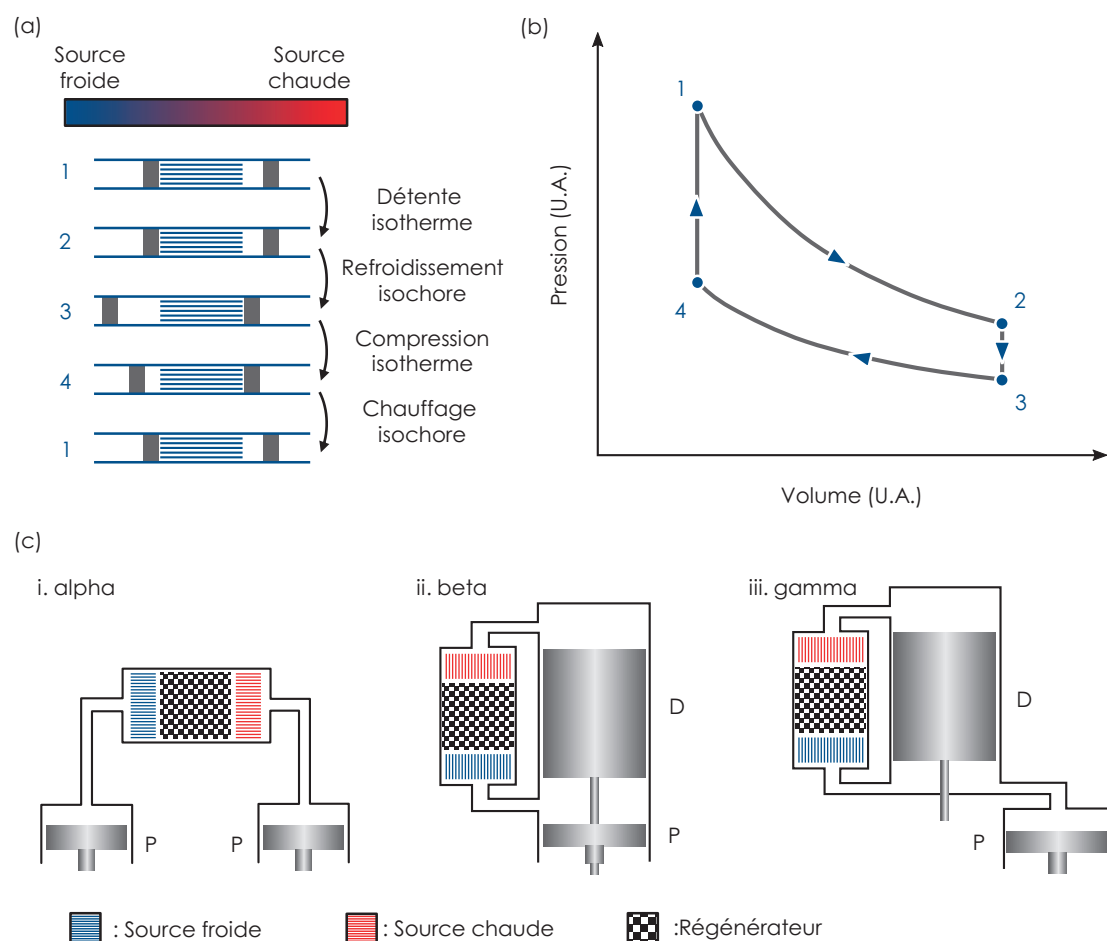 (a)
Source
froide
Source
chaude
1
Détente
isotherme
2
Refroidissement
isochore
3
Compression
isotherme
4
Chauffage
isochore
1
(b)
Pression (U.A.)
1
2
4
3
Volume (U.A.)
(c)
i. alpha
ii. beta
iii. gamma
D
D
P
P
P
P
: Source froide
: Source chaude
:Régénérateur